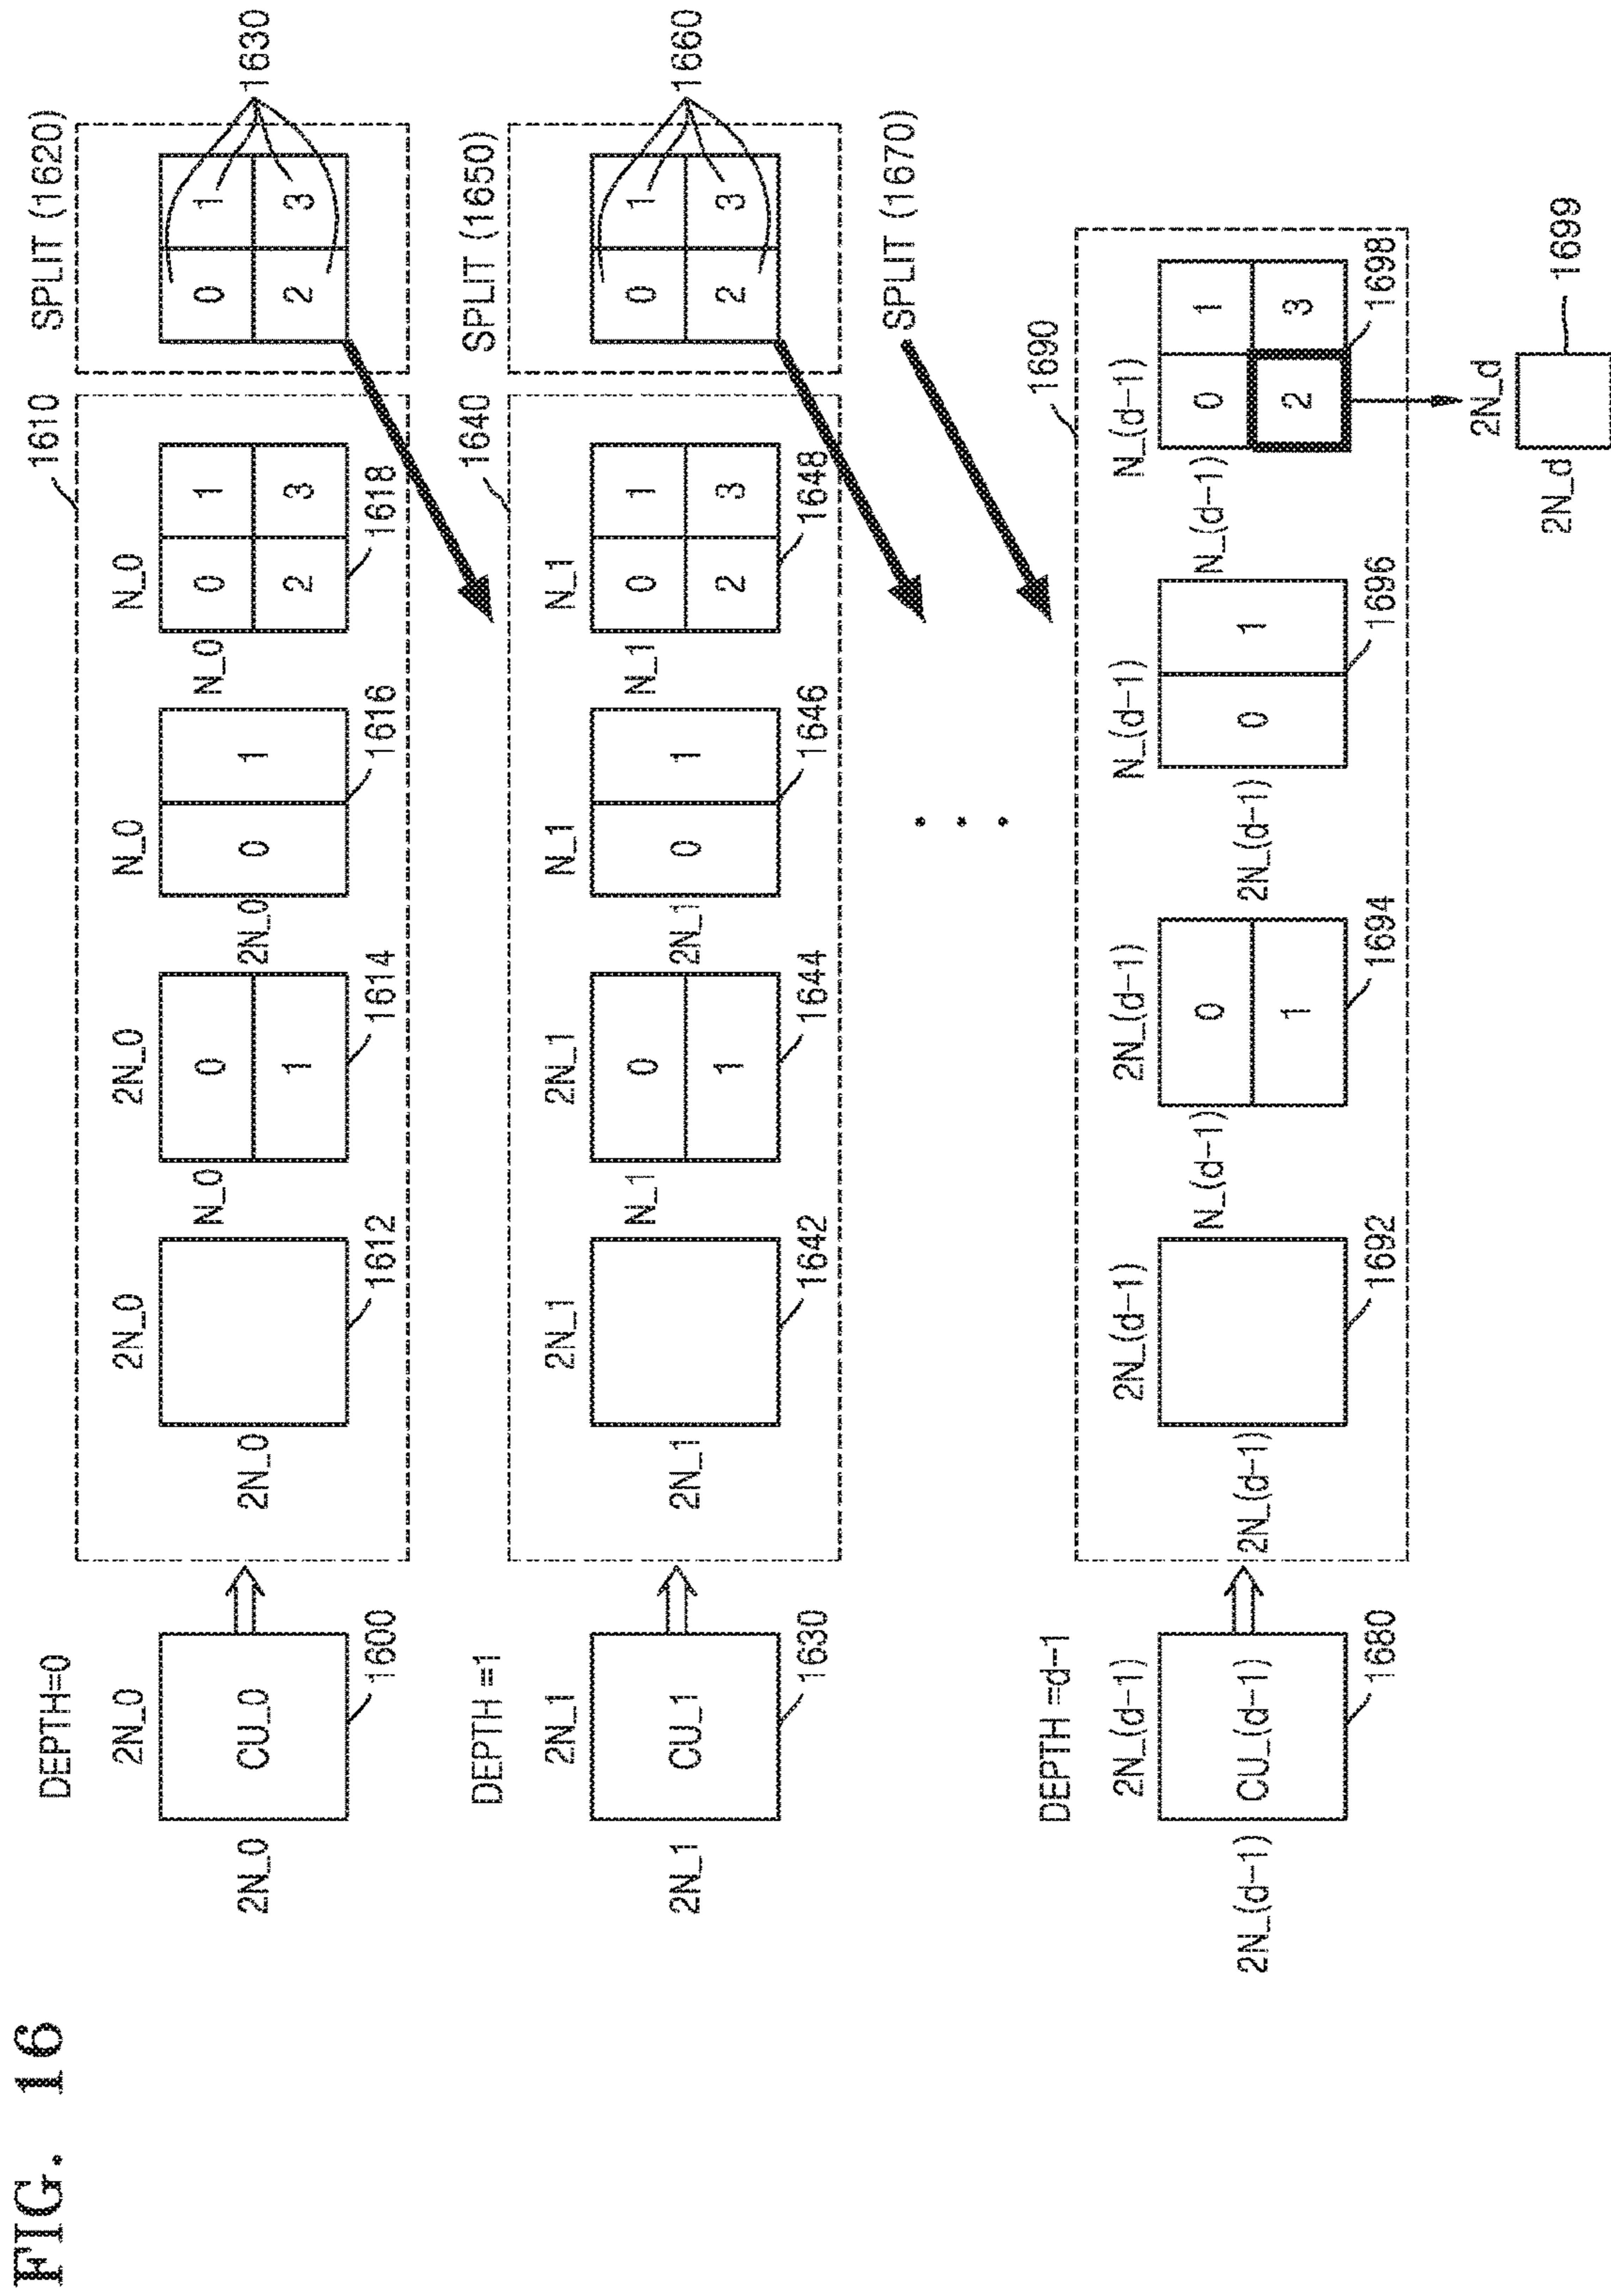 FIG. 16
DEPTH=0
2N_0
2N_0
CU_0
1600
1610
2N_0
2N_0
1612
2N_0
N_0
0
1
1614
N_0
2N_0
0
1
1616
N_0
N_0
0
1
2
3
1618
SPLIT (1620)
0
1
2
3
1630
DEPTH =1
2N_1
2N_1
CU_1
1630
1640
2N_1
2N_1
1642
2N_1
N_1
0
1
1644
N_1
2N_1
0
1
1646
N_1
N_1
0
1
2
3
1648
SPLIT (1650)
0
1
2
3
1660
SPLIT (1670)
DEPTH =d-1
2N_(d-1)
2N_(d-1)
CU_(d-1)
1680
1690
2N_(d-1)
2N_(d-1)
1692
2N_(d-1)
N_(d-1)
0
1
1694
N_(d-1)
2N_(d-1)
0
1
1696
N_(d-1)
N_(d-1)
0
1
2
3
1698
2N_d
2N_d
1699